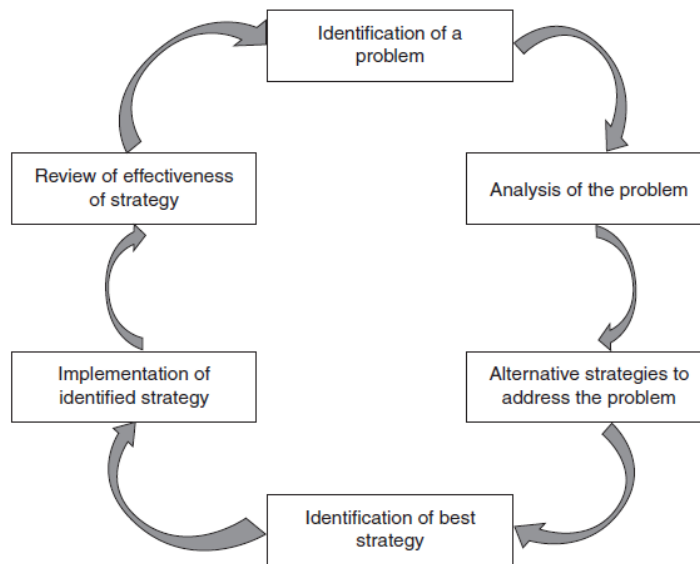 Identification of a
problem
Analysis of the problem
Alternative strategies to
address the problem
Identification of best
strategy
Implementation of
identified strategy
Review of effectiveness
of strategy